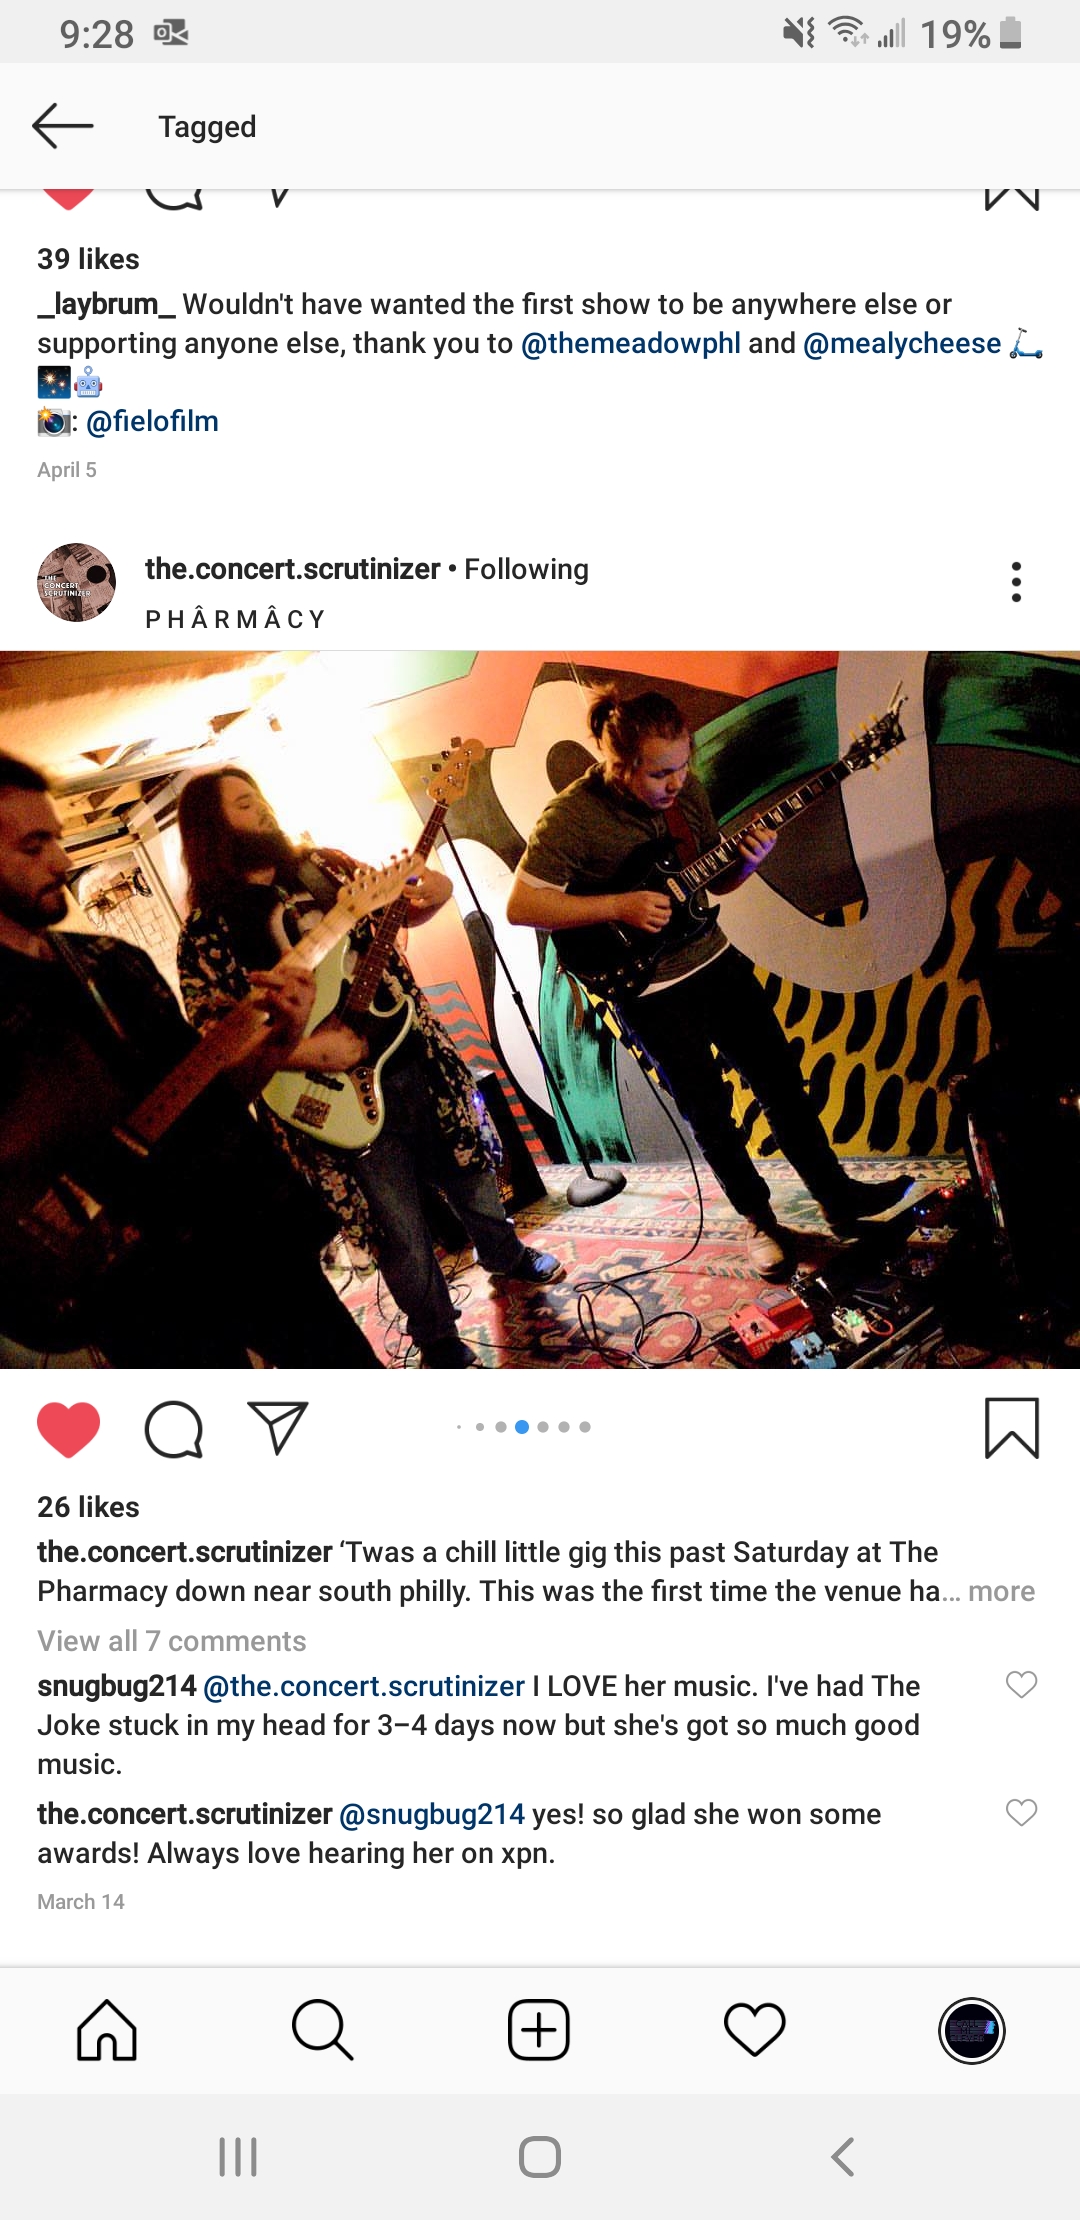 9:28
19%
Tagged
39 likes
_laybrum_ Wouldn't have wanted the first show to be anywhere else or
supporting anyone else, thank you to @themeadowphl and @mealycheese 🛴
🎇🤖
📸: @fielofilm
April 5
THE
CONCERT
SCRUTINIZER
the.concert.scrutinizer • Following
PHÂRMÂCY
26 likes
the.concert.scrutinizer ‘Twas a chill little gig this past Saturday at The
Pharmacy down near south philly. This was the first time the venue ha... more
View all 7 comments
snugbug214 @the.concert.scrutinizer I LOVE her music. I've had The
Joke stuck in my head for 3–4 days now but she's got so much good
music.
the.concert.scrutinizer @snugbug214 yes! so glad she won some
awards! Always love hearing her on xpn.
March 14